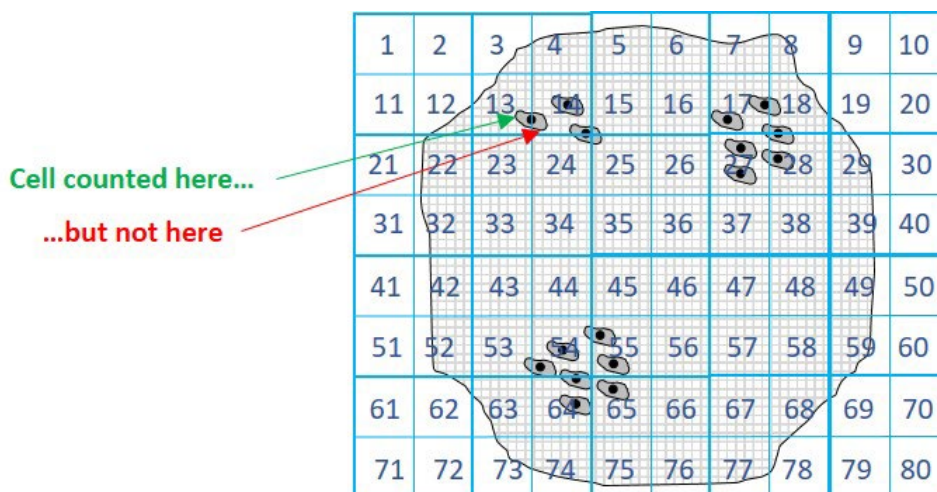 1 2 3 4 5 6 7 8 9 10
11 12 13 14 15 16 17 18 19 20
Cell counted here...
21 22 23 24 25 26 27 28 29 30
...but not here
31 32 33 34 35 36 37 38 39 40
41 42 43 44 45 46 47 48 49 50
51 52 53 54 55 56 57 58 59 60
61 62 63 64 65 66 67 68 69 70
71 72 73 74 75 76 77 78 79 80